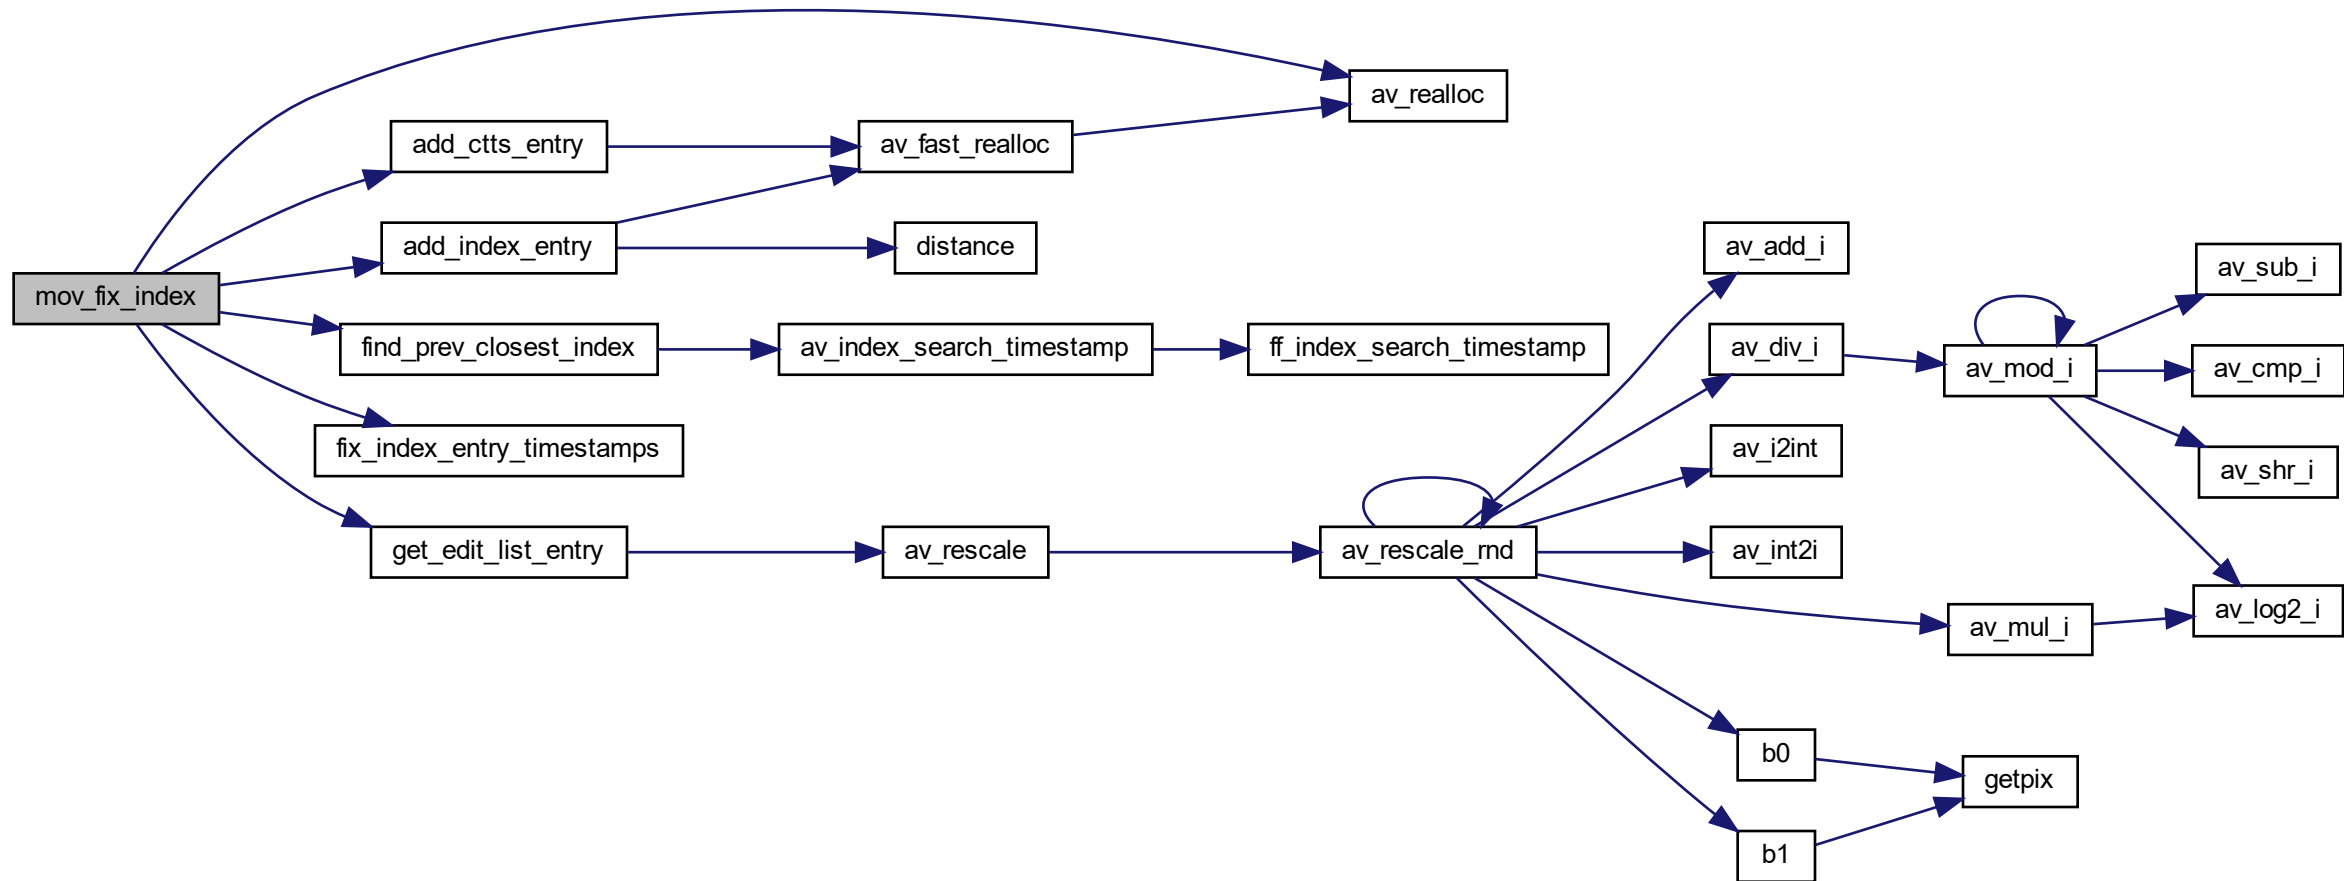 mov_fix_index
av_realloc
add_ctts_entry
av_fast_realloc
add_index_entry
distance
find_prev_closest_index
av_index_search_timestamp
ff_index_search_timestamp
fix_index_entry_timestamps
get_edit_list_entry
av_rescale
av_rescale_rnd
av_add_i
av_div_i
av_i2int
av_int2i
av_mul_i
b0
b1
av_mod_i
getpix
av_sub_i
av_cmp_i
av_shr_i
av_log2_i